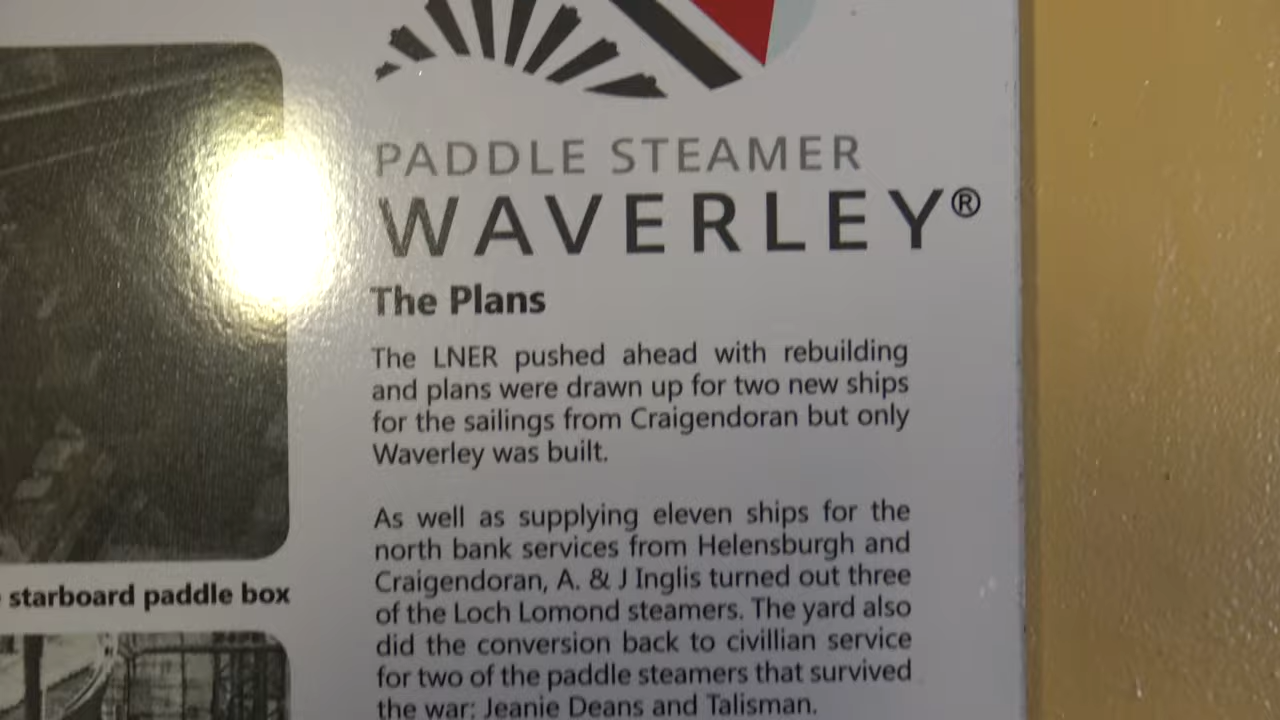 PADDLE STEAMER
WAVERLEY®
The Plans
The LNER pushed ahead with rebuilding
and plans were drawn up for two new ships
for the sailings from Craigendoran but only
Waverley was built.
As well as supplying eleven ships for the
north bank services from Helensburgh and
Craigendoran, A. & J Inglis turned out three
of the Loch Lomond steamers. The yard also
did the conversion back to civillian service
for two of the paddle steamers that survived
the war: Jeanie Deans and Talisman.
starboard paddle box